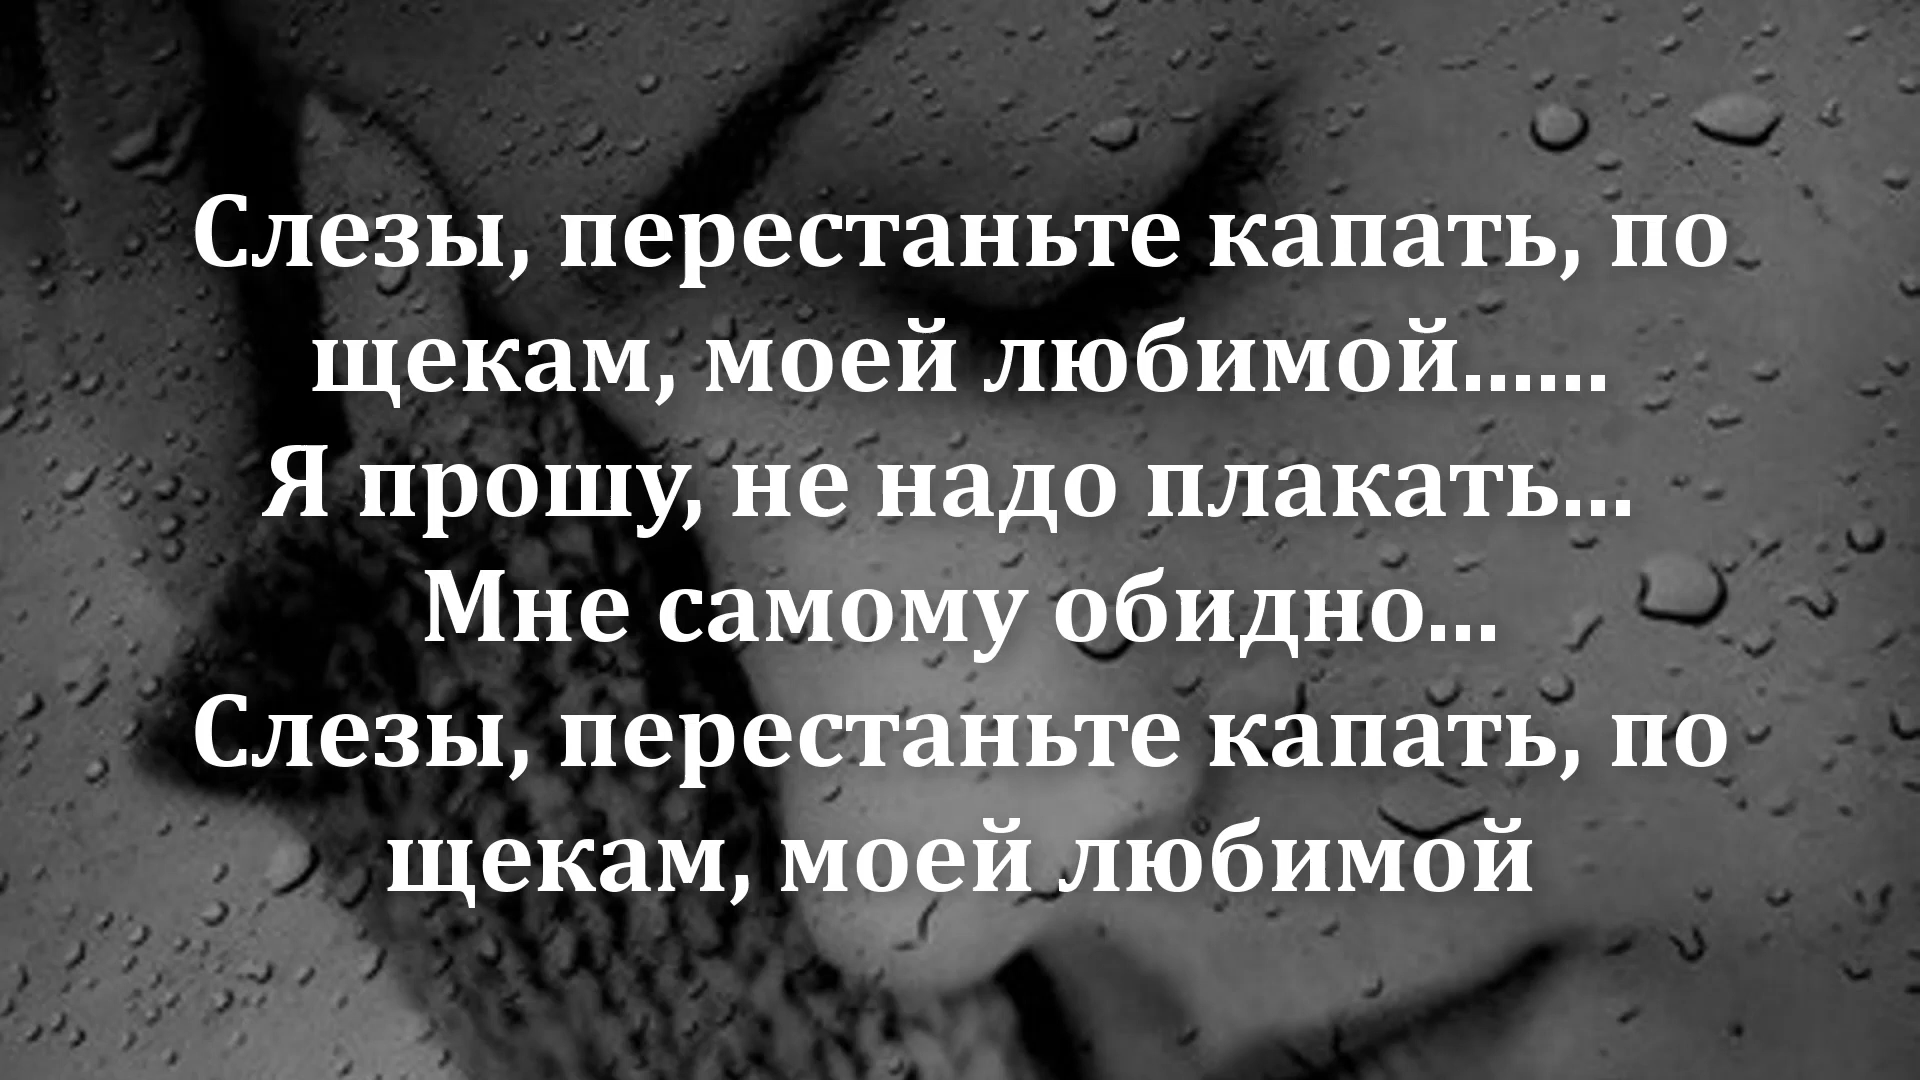 Слезы, перестаньте капать, по
щекам, моей любимой......
Я прошу, не надо плакать...
Мне самому обидно...
Слезы, перестаньте капать, по
щекам, моей любимой